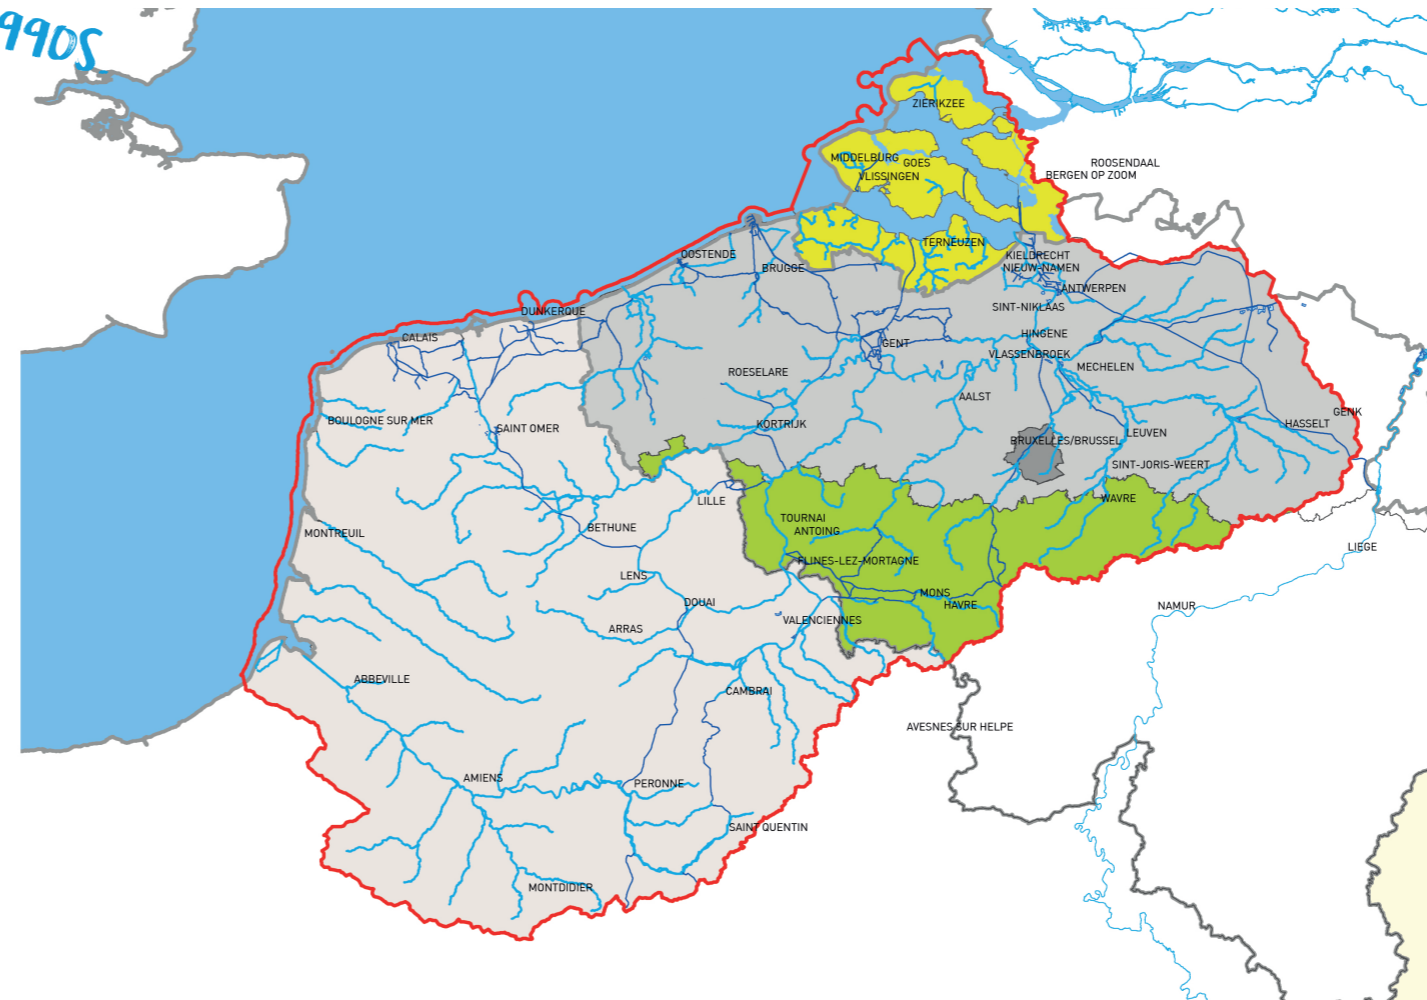 990S
ZIERIKZEE
MIDDELBURG
GOES
VLISSINGEN
ROOSENDAAL
BERGEN OP ZOOM
TERNEUZEN
OOSTENDE
BRUGGE
KIELDRECHT
NIEUW-NAMEN
ANTWERPEN
DUNKERQUE
SINT-NIKLAAS
CALAIS
HINGENE
GENT
VLASSENBROEK
MECHELEN
ROESELARE
AALST
GENK
BOULOGNE SUR MER
SAINT OMER
KORTRIJK
HASSELT
BRUXELLES/BRUSSEL
LEUVEN
SINT-JORIS-WEERT
LILLE
WAVRE
TOURNAI
ANTOING
BETHUNE
MONTREUIL
LIEGE
FLINES-LEZ-MORTAGNE
LENS
MONS
DOUAI
HAVRE
NAMUR
ARRAS
VALENCIENNES
ABBEVILLE
CAMBRAI
AVESNES SUR HELPE
AMIENS
PERONNE
SAINT QUENTIN
MONTDIDIER